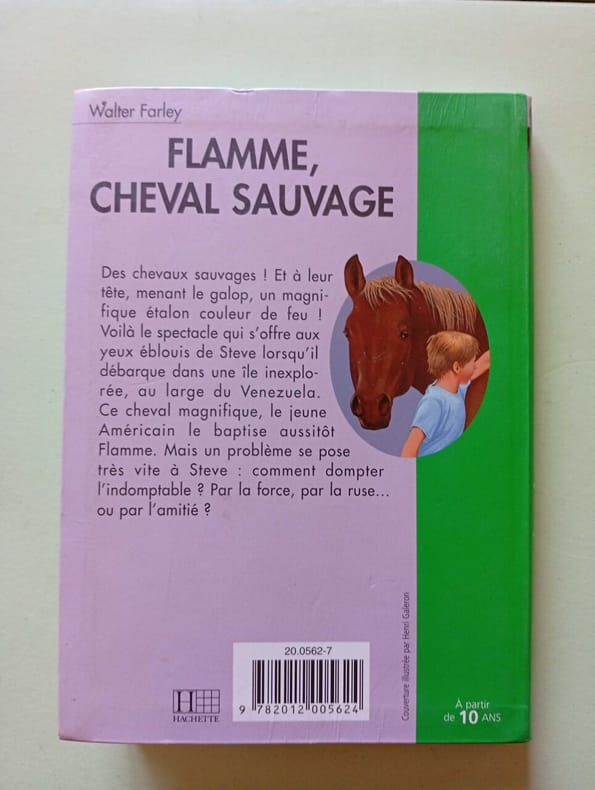 Walter Farley
FLAMME,
CHEVAL SAUVAGE
Des chevaux sauvages ! Et à leur
tête, menant le galop, un magni-
fique étalon couleur de feu !
Voilà le spectacle qui s'offre aux
yeux éblouis de Steve lorsqu'il
débarque dans une île inexplo-
rée, au large du Venezuela.
Ce cheval magnifique, le jeune
Américain le baptise aussitôt
Flamme. Mais un problème se pose
très vite à Steve : comment dompter
l'indomptable ? Par la force, par la ruse...
ou par l'amitié ?
20.0562-7
9 782012 005624
H
HACHETTE
Couverture illustrée par Henri Galeron
À partir
de 10 ANS